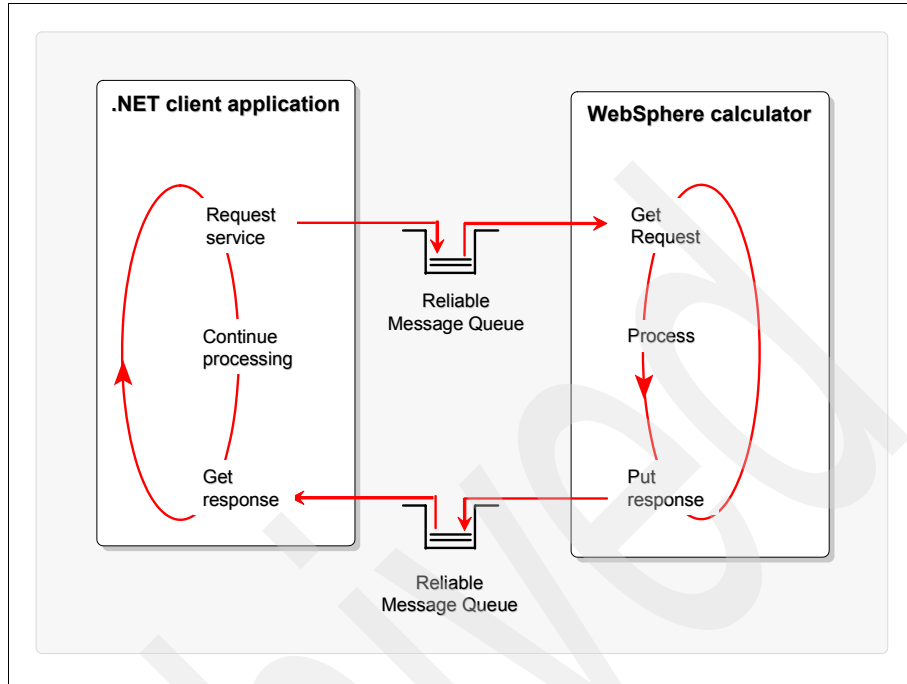 .NET client application
WebSphere calculator
Request
service
Get
Request
Reliable
Message Queue
Continue
processing
Process
Get
response
Put
response
Reliable
Message Queue